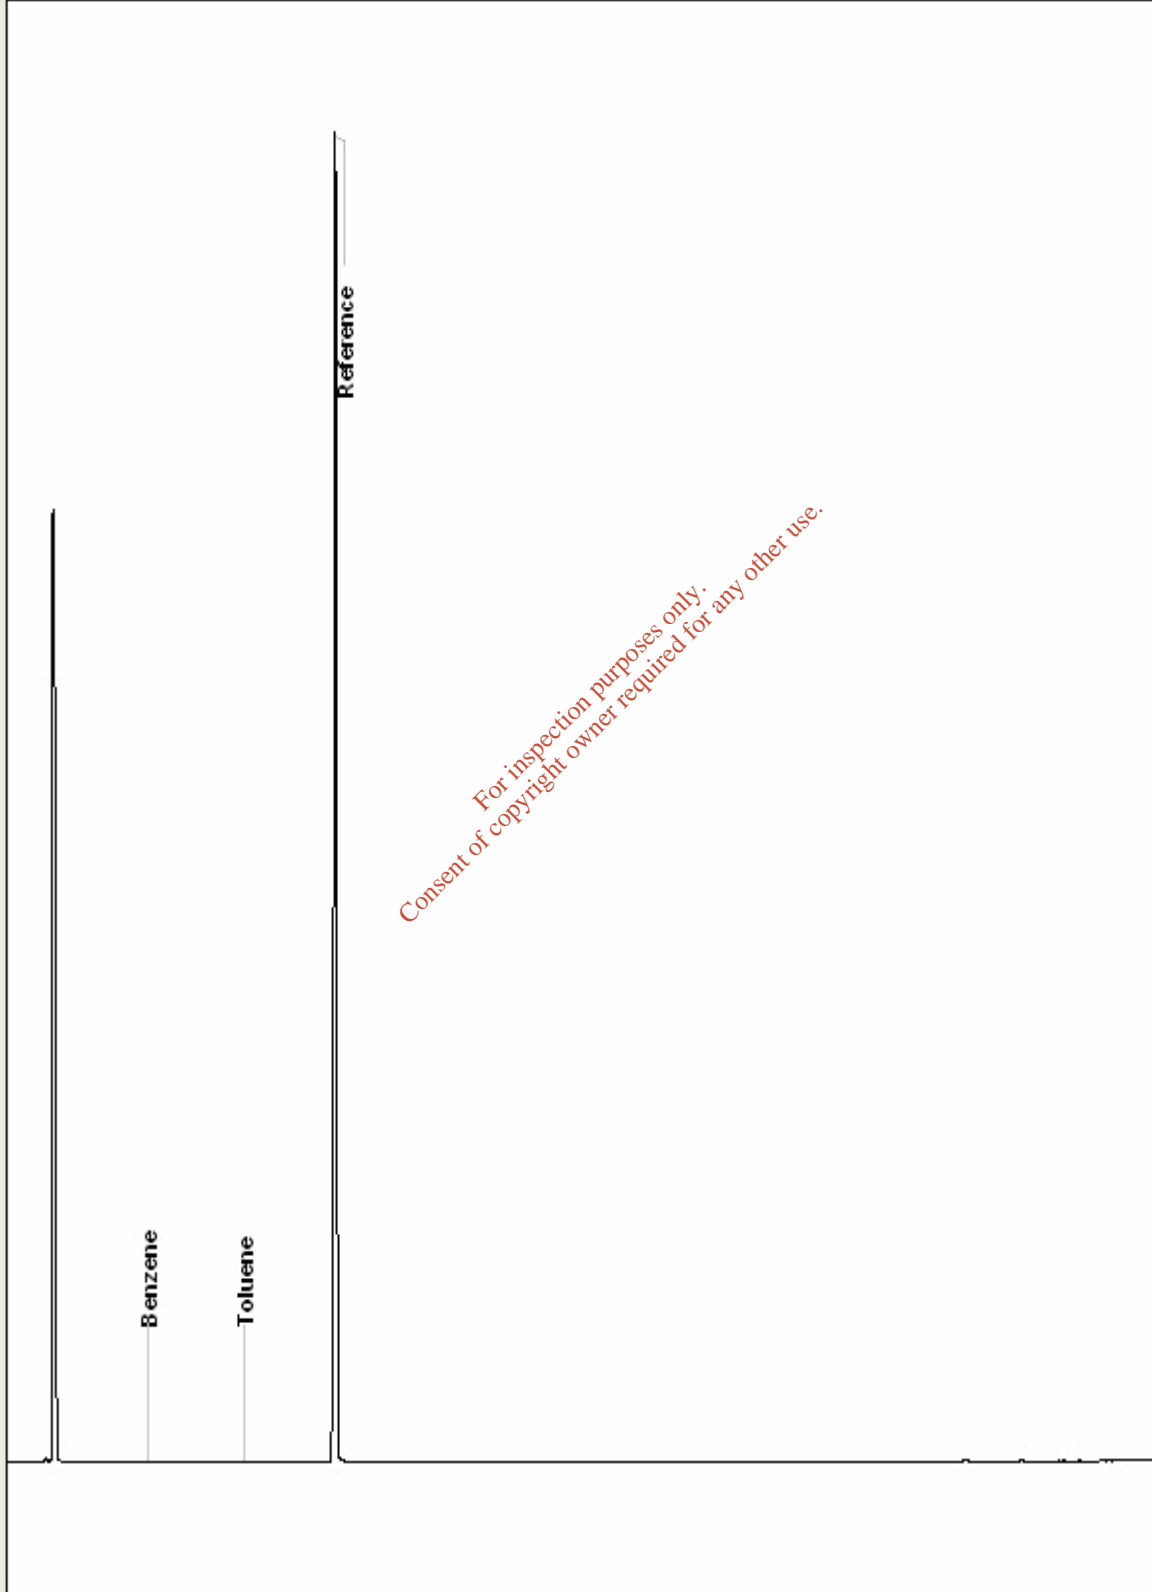 Reference
For inspection purposes only.
Consent of copyright owner required for any other use.
Benzene
Toluene